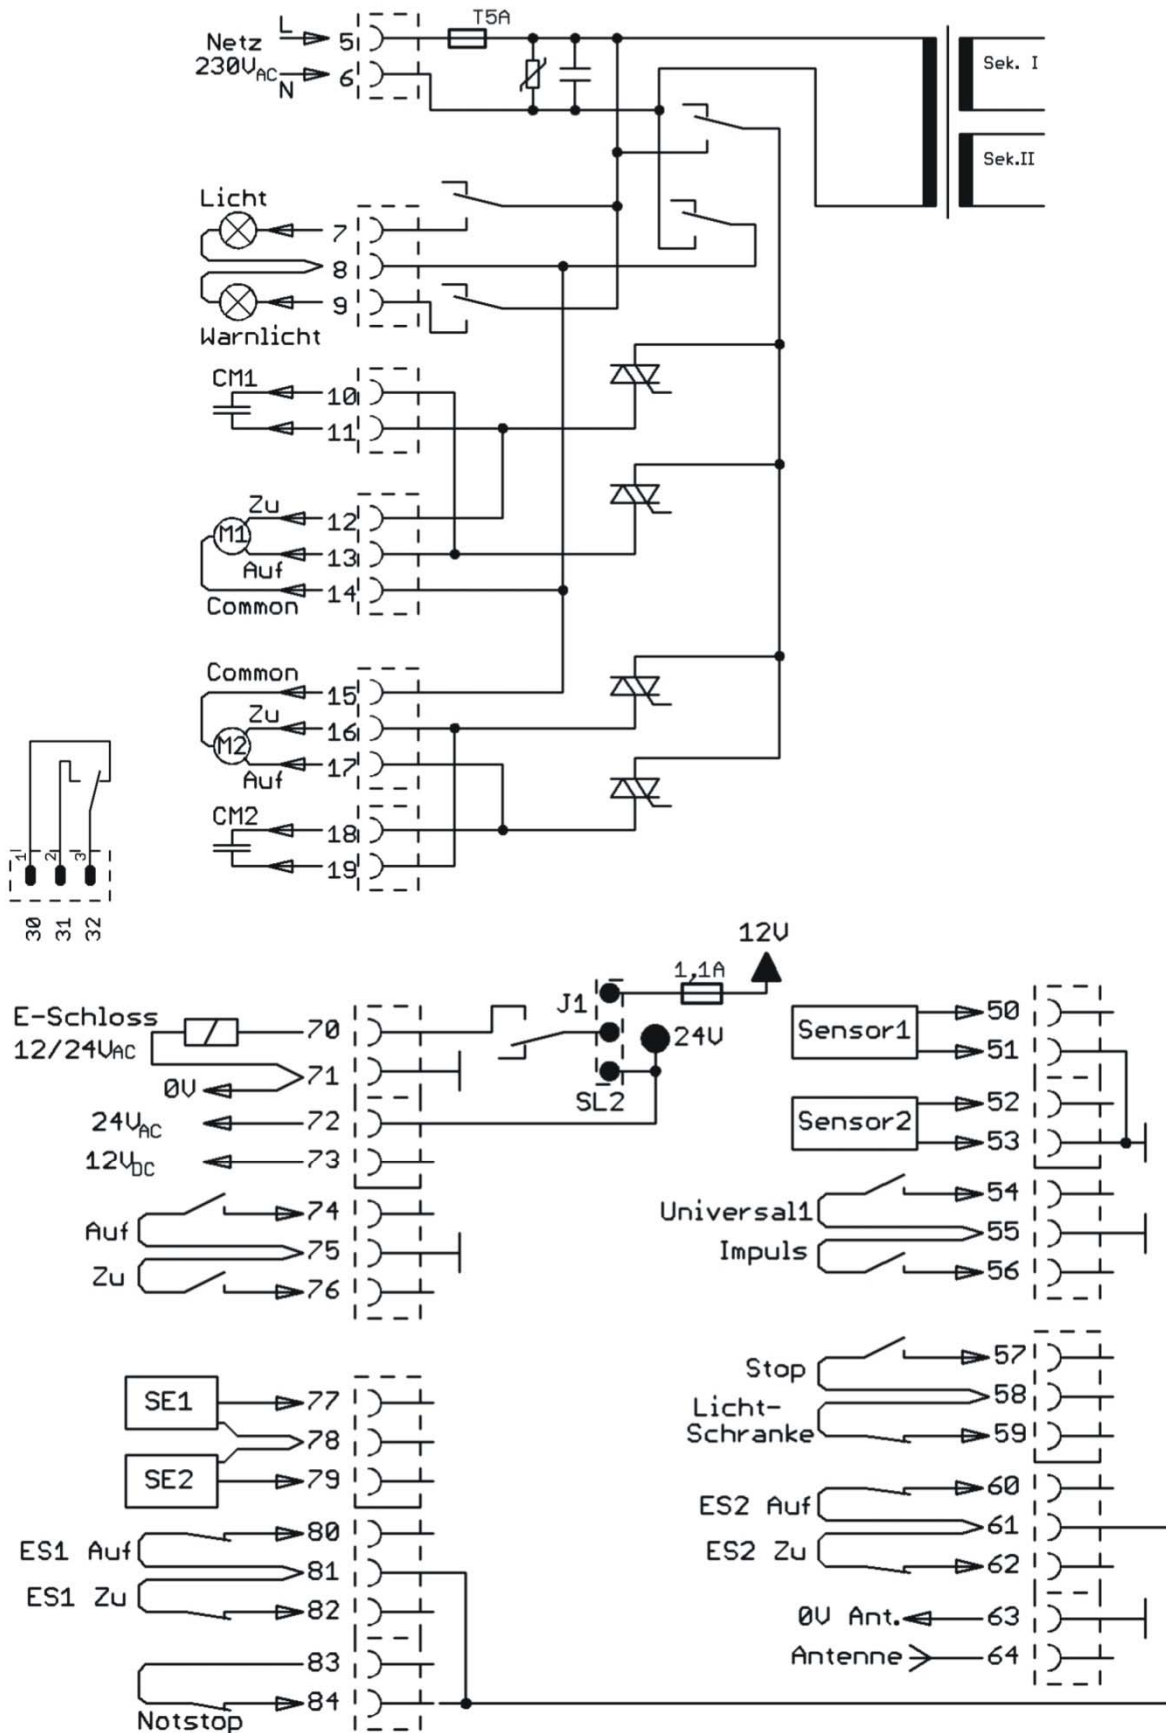 T5A
L
Netz
5
230VAC
6
N
Sek. I
Sek.II
Licht
7
8
9
Warnlicht
CM1
10
11
Zu
12
M1
13
Auf
14
Common
Common
15
Zu
16
M2
17
Auf
CM2
18
19
1 2 3
30 31 32
12V
1,1A
J1
E-Schloss
70
12/24VAC
24V
71
0V
SL2
24VAC
72
12VDC
73
74
Auf
75
Zu
76
SE1
77
78
SE2
79
80
ES1 Auf
81
ES1 Zu
82
83
84
Notstop
50
Sensor1
51
52
Sensor2
53
54
Universal1
55
Impuls
56
57
Stop
58
Licht-
Schranke
59
60
ES2 Auf
61
ES2 Zu
62
0V Ant.
63
Antenne
64